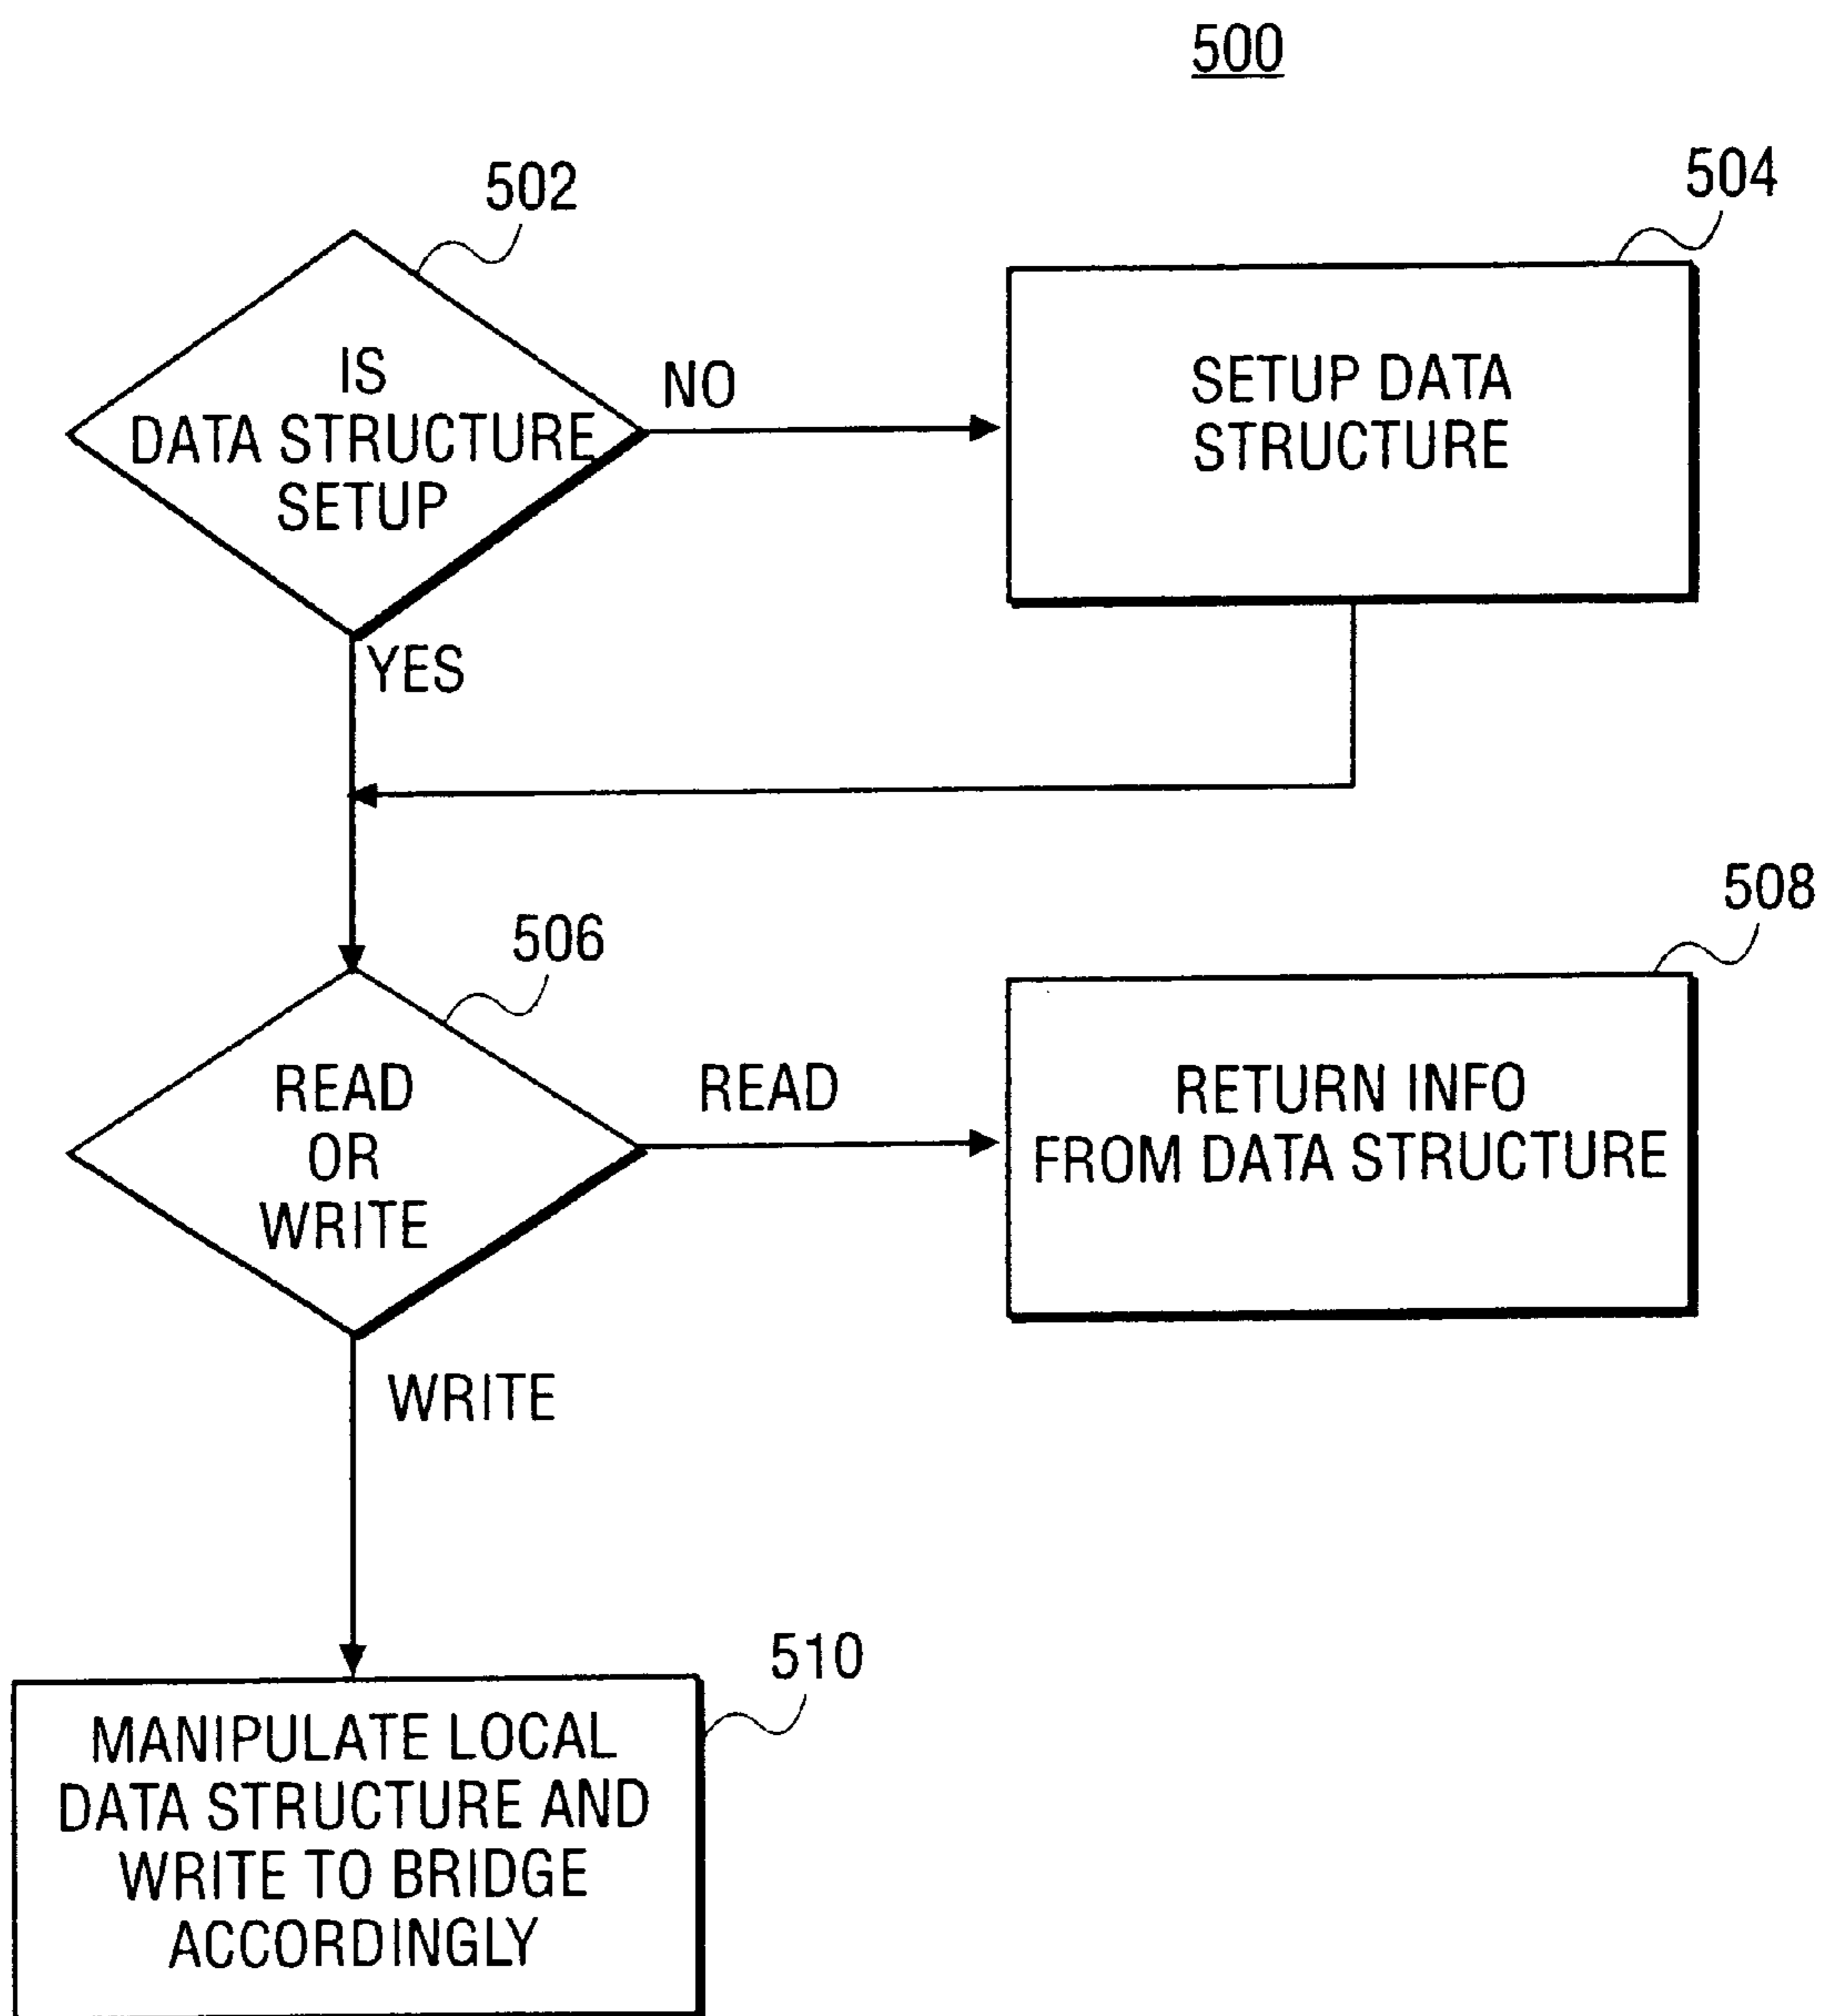 500
502
504
IS
DATA STRUCTURE
SETUP
NO
SETUP DATA
STRUCTURE
YES
506
508
READ
OR
WRITE
READ
RETURN INFO
FROM DATA STRUCTURE
WRITE
510
MANIPULATE LOCAL
DATA STRUCTURE AND
WRITE TO BRIDGE
ACCORDINGLY